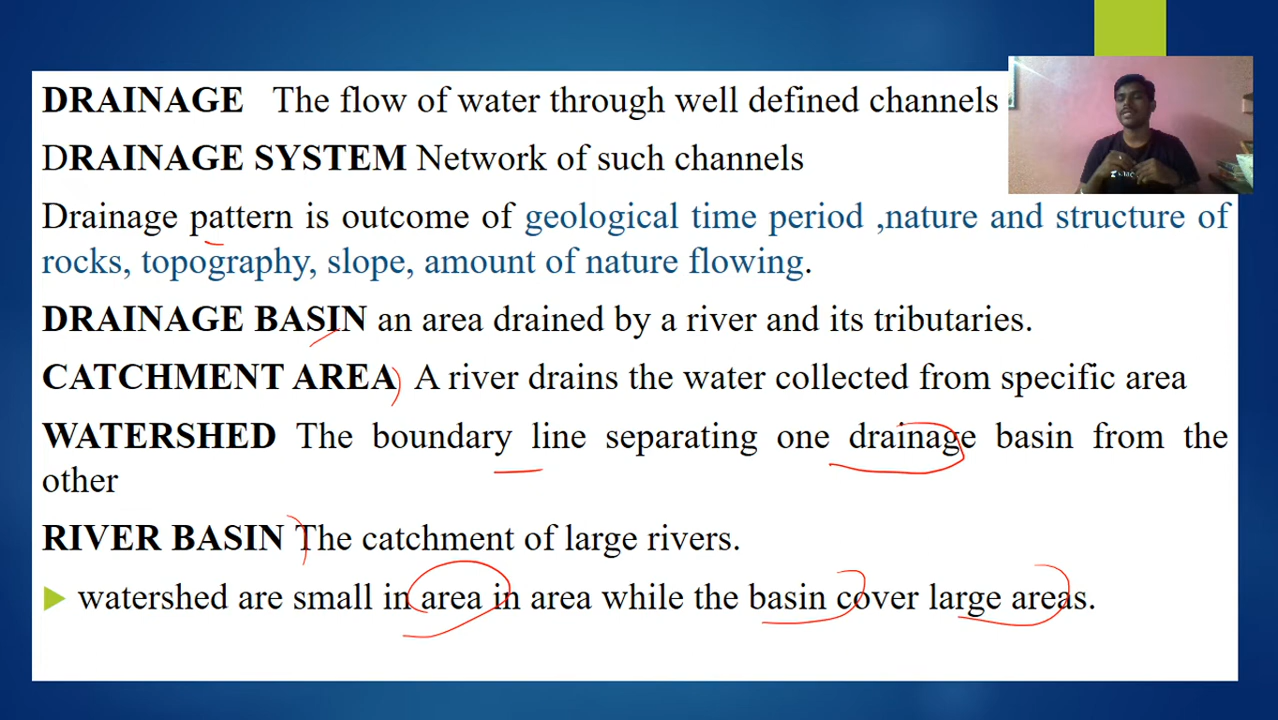 DRAINAGE The flow of water through well defined channels
DRAINAGE SYSTEM Network of such channels
Drainage pattern is outcome of geological time period ,nature and structure of
rocks, topography, slope, amount of nature flowing.
DRAINAGE BASIN an area drained by a river and its tributaries.
CATCHMENT AREA A river drains the water collected from specific area
WATERSHED The boundary line separating one drainage basin from the
other
RIVER BASIN The catchment of large rivers.
watershed are small in area in area while the basin cover large areas.